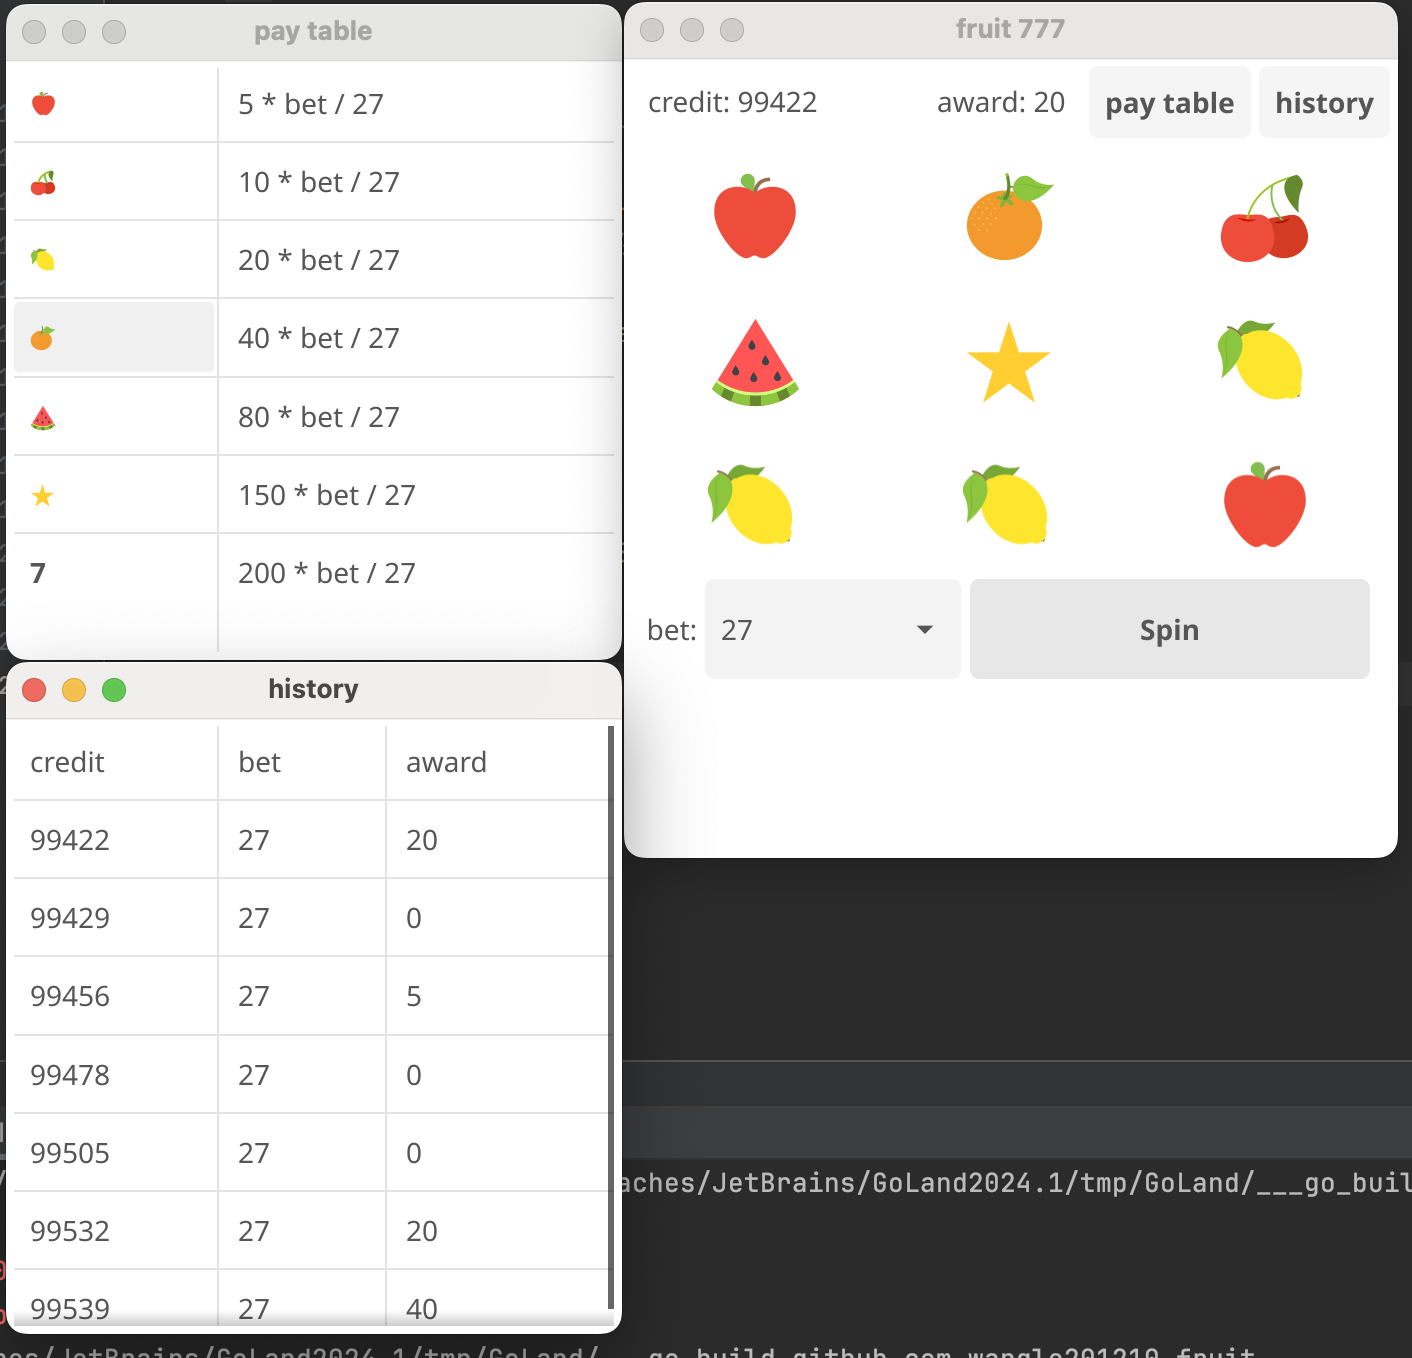 pay table
5 * bet / 27
10 * bet / 27
20 * bet / 27
40 * bet / 27
80 * bet / 27
150 * bet / 27
7 200 * bet / 27
fruit 777
credit: 99422 award: 20 pay table history
bet: 27 Spin
history
credit bet award
99422 27 20
99429 27 0
99456 27 5
99478 27 0
99505 27 0
99532 27 20
99539 27 40
aches/JetBrains/GoLand2024.1/tmp/GoLand/___go_buil